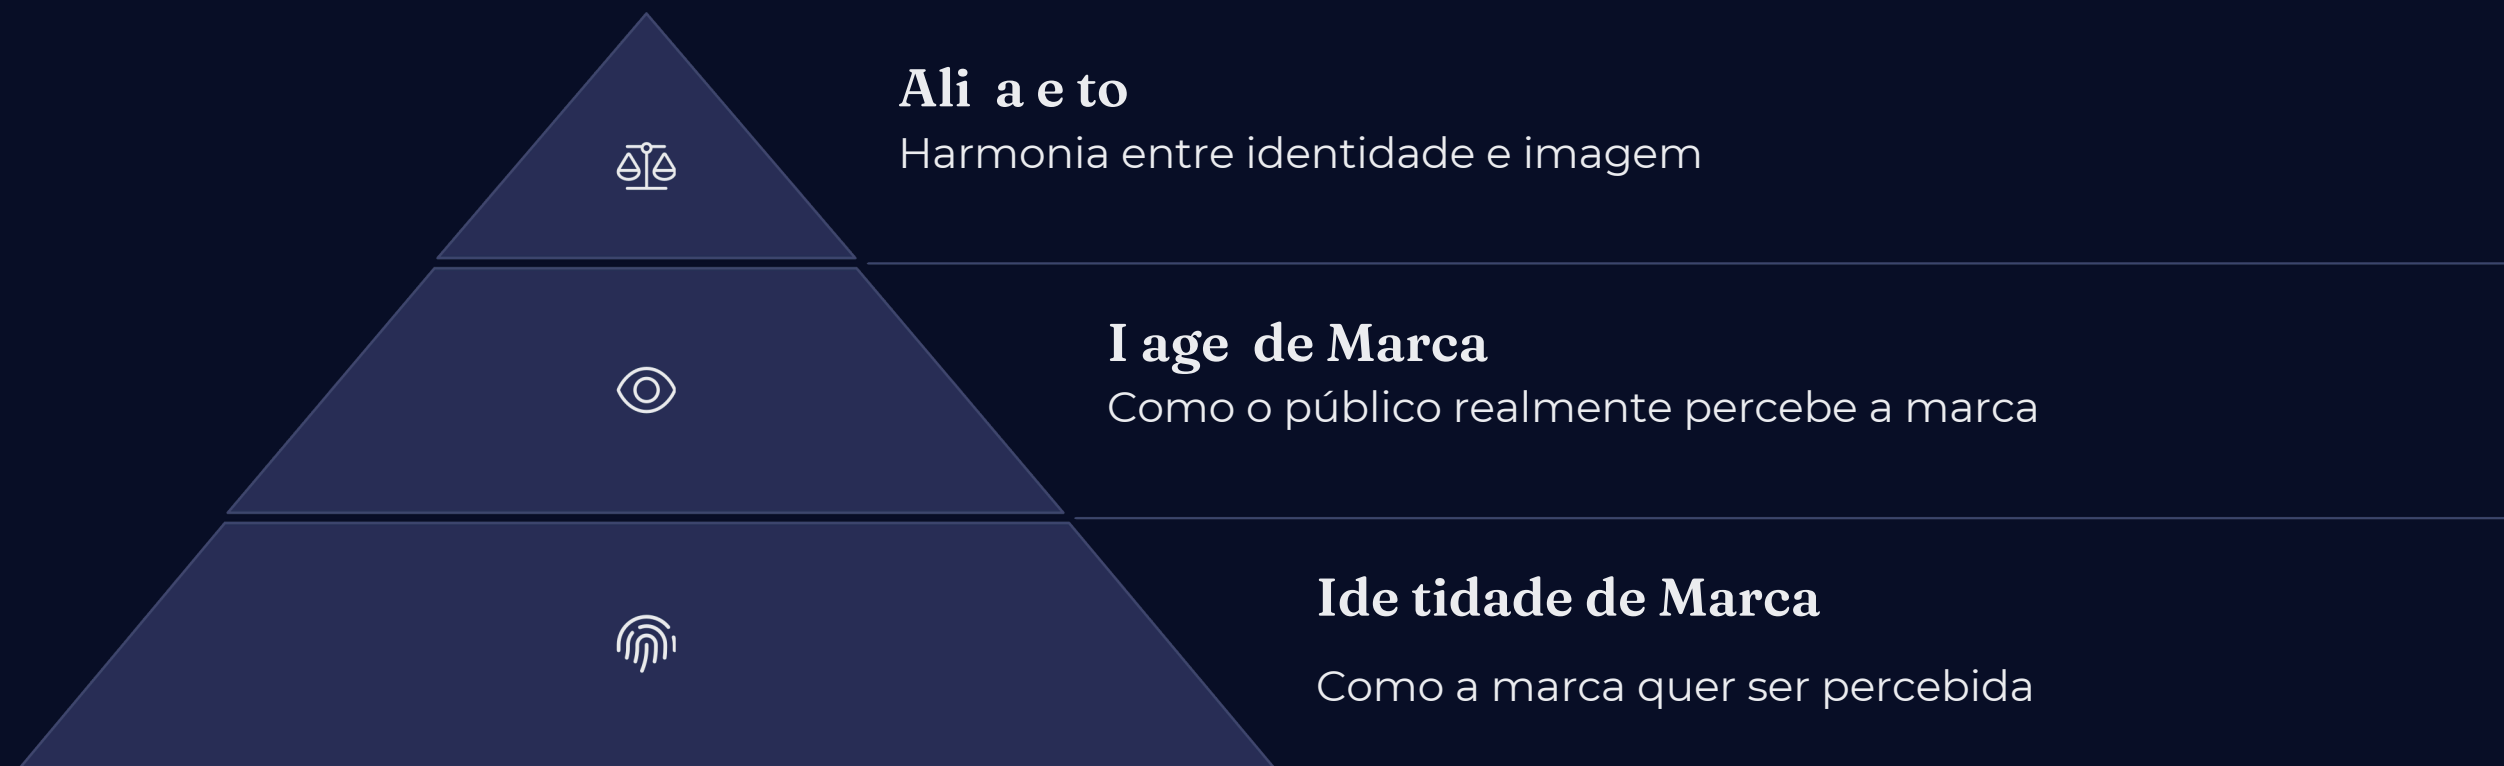 Ali a e to
Harmonia entre identidade e imagem
I age de Marca
Como o público realmente percebe a marca
Ide tidade de Marca
Como a marca quer ser percebida